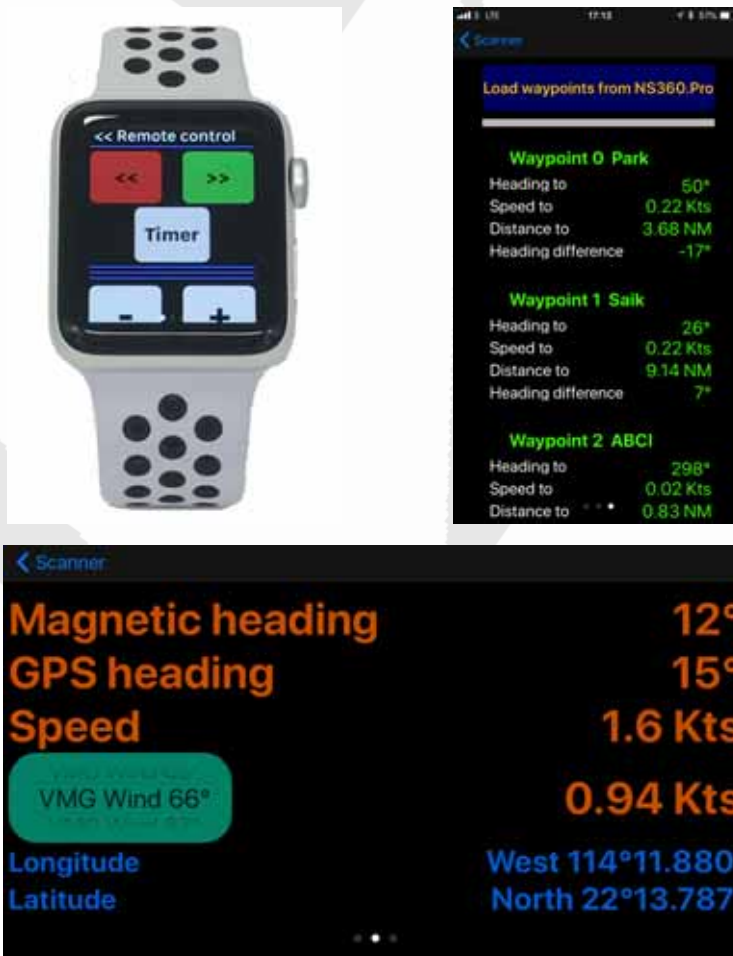 << Remote control
<<
>>
Timer
-
+
LTE 17:13 57%
Scanner
Load waypoints from NS360.Pro
Waypoint 0 Park
Heading to 50°
Speed to 0.22 Kts
Distance to 3.68 NM
Heading difference -17°
Waypoint 1 Saik
Heading to 26°
Speed to 0.22 Kts
Distance to 9.14 NM
Heading difference 7°
Waypoint 2 ABCI
Heading to 298°
Speed to 0.02 Kts
Distance to 0.83 NM
Scanner
Magnetic heading 12°
GPS heading 15°
Speed 1.6 Kts
VMG Wind 66° 0.94 Kts
Longitude West 114°11.880
Latitude North 22°13.787